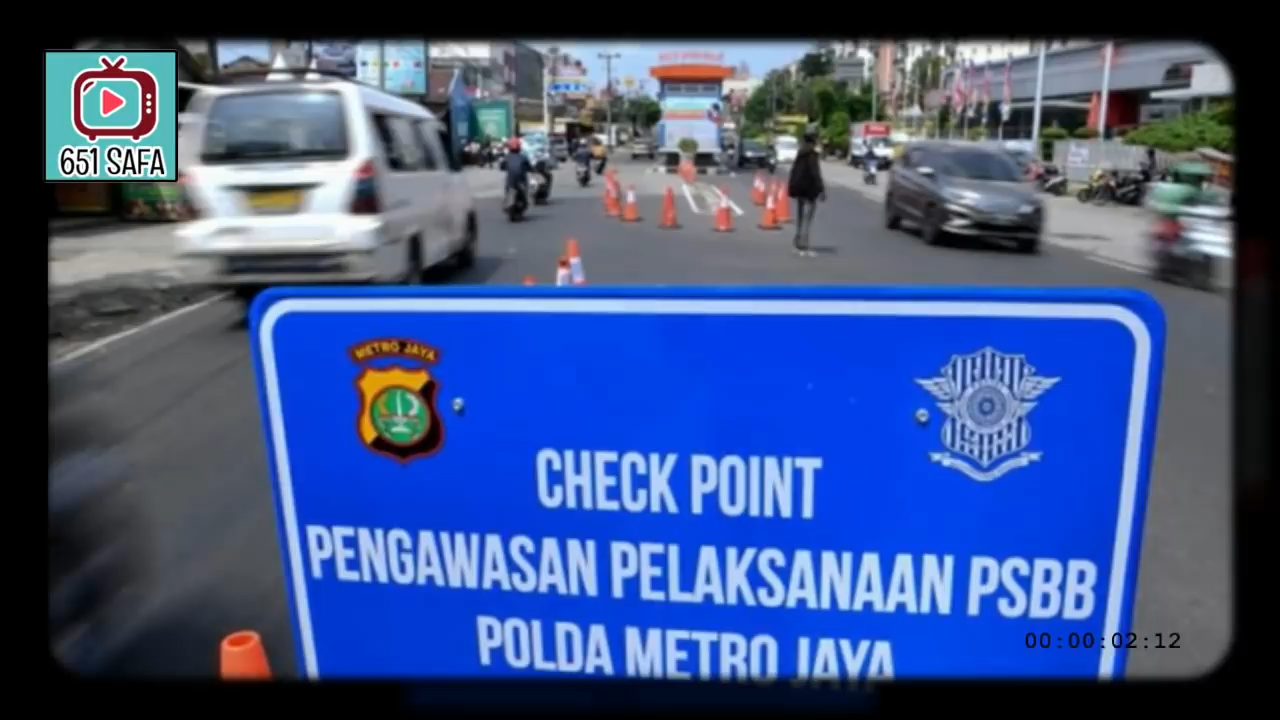 651 SAFA
METRO JAYA
CHECK POINT
PENGAWASAN PELAKSANAAN PSBB
POLDA METRO JAYA
00:00:02:12